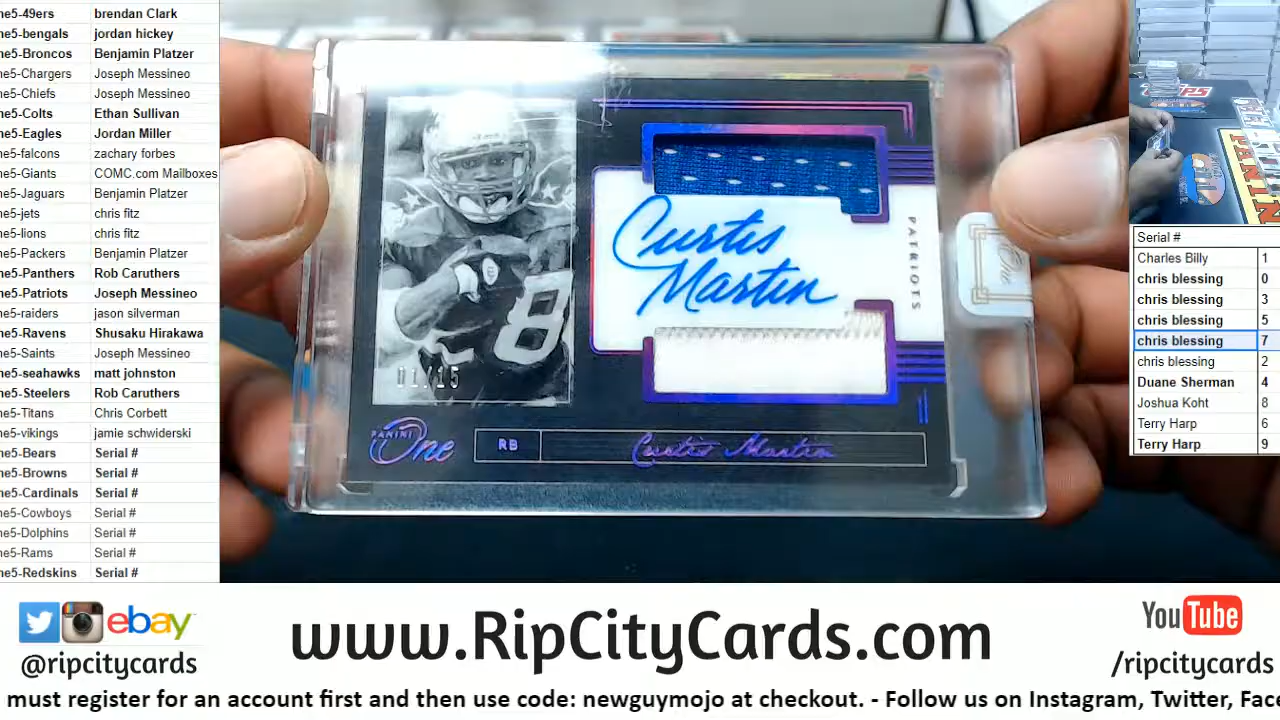 ne5-49ers brendan Clark
ne5-bengals jordan hickey
ne5-Broncos Benjamin Platzer
ne5-Chargers Joseph Messineo
ne5-Chiefs Joseph Messineo
ne5-Colts Ethan Sullivan
ne5-Eagles Jordan Miller
ne5-falcons zachary forbes
ne5-Giants COMC.com Mailboxes
ne5-Jaguars Benjamin Platzer
ne5-jets chris fitz
ne5-lions chris fitz
ne5-Packers Benjamin Platzer
ne5-Panthers Rob Caruthers
ne5-Patriots Joseph Messineo
ne5-raiders jason silverman
ne5-Ravens Shusaku Hirakawa
ne5-Saints Joseph Messineo
ne5-seahawks matt johnston
ne5-Steelers Rob Caruthers
ne5-Titans Chris Corbett
ne5-vikings jamie schwiderski
ne5-Bears Serial #
ne5-Browns Serial #
ne5-Cardinals Serial #
ne5-Cowboys Serial #
ne5-Dolphins Serial #
ne5-Rams Serial #
ne5-Redskins Serial #
Curtis
Martin
PATRIOTS
8
01/15
PANINI One RB Curtis Martin
PANINI
Serial #
Charles Billy 1
chris blessing 0
chris blessing 3
chris blessing 5
chris blessing 7
chris blessing 2
Duane Sherman 4
Joshua Koht 8
Terry Harp 6
Terry Harp 9
ebay
@ripcitycards
www.RipCityCards.com
YouTube
/ripcitycards
must register for an account first and then use code: newguymojo at checkout. - Follow us on Instagram, Twitter, Face